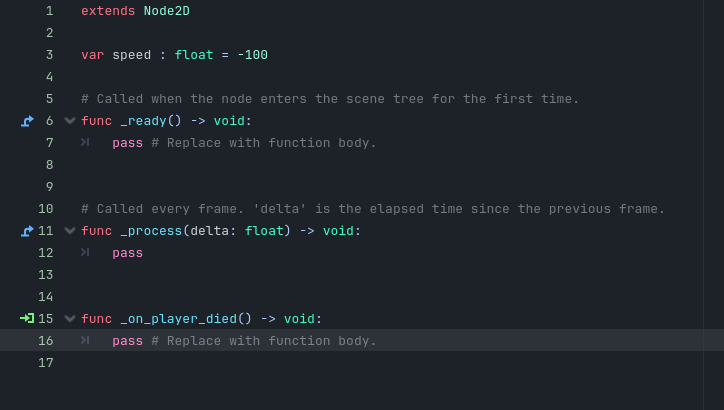 1 extends Node2D
2
3 var speed : float = -100
4
5 # Called when the node enters the scene tree for the first time.
6 func _ready() -> void:
7 pass # Replace with function body.
8
9
10 # Called every frame. 'delta' is the elapsed time since the previous frame.
11 func _process(delta: float) -> void:
12 pass
13
14
15 func _on_player_died() -> void:
16 pass # Replace with function body.
17